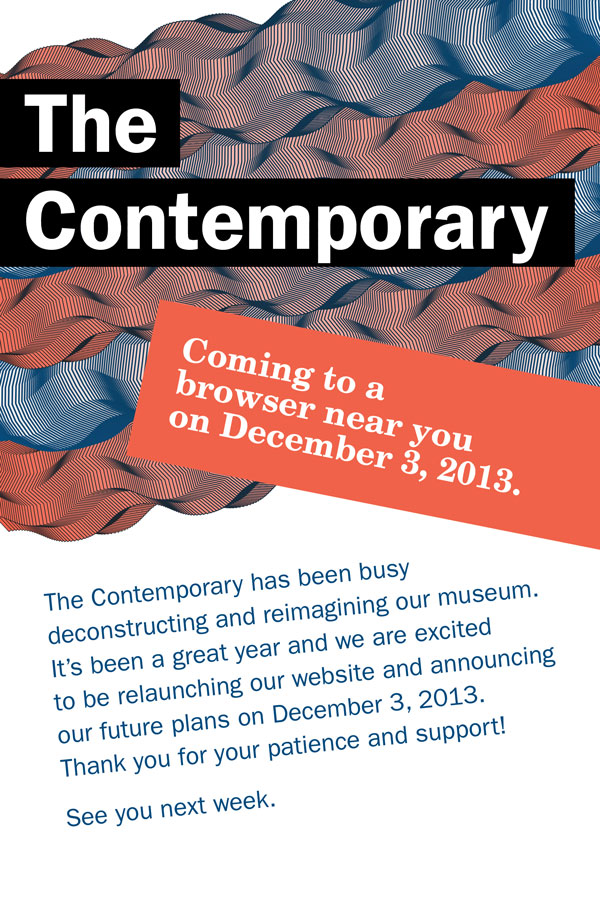 The
Contemporary
Coming to a
browser near you
on December 3, 2013.
The Contemporary has been busy
deconstructing and reimagining our museum.
It's been a great year and we are excited
to be relaunching our website and announcing
our future plans on December 3, 2013.
Thank you for your patience and support!
See you next week.